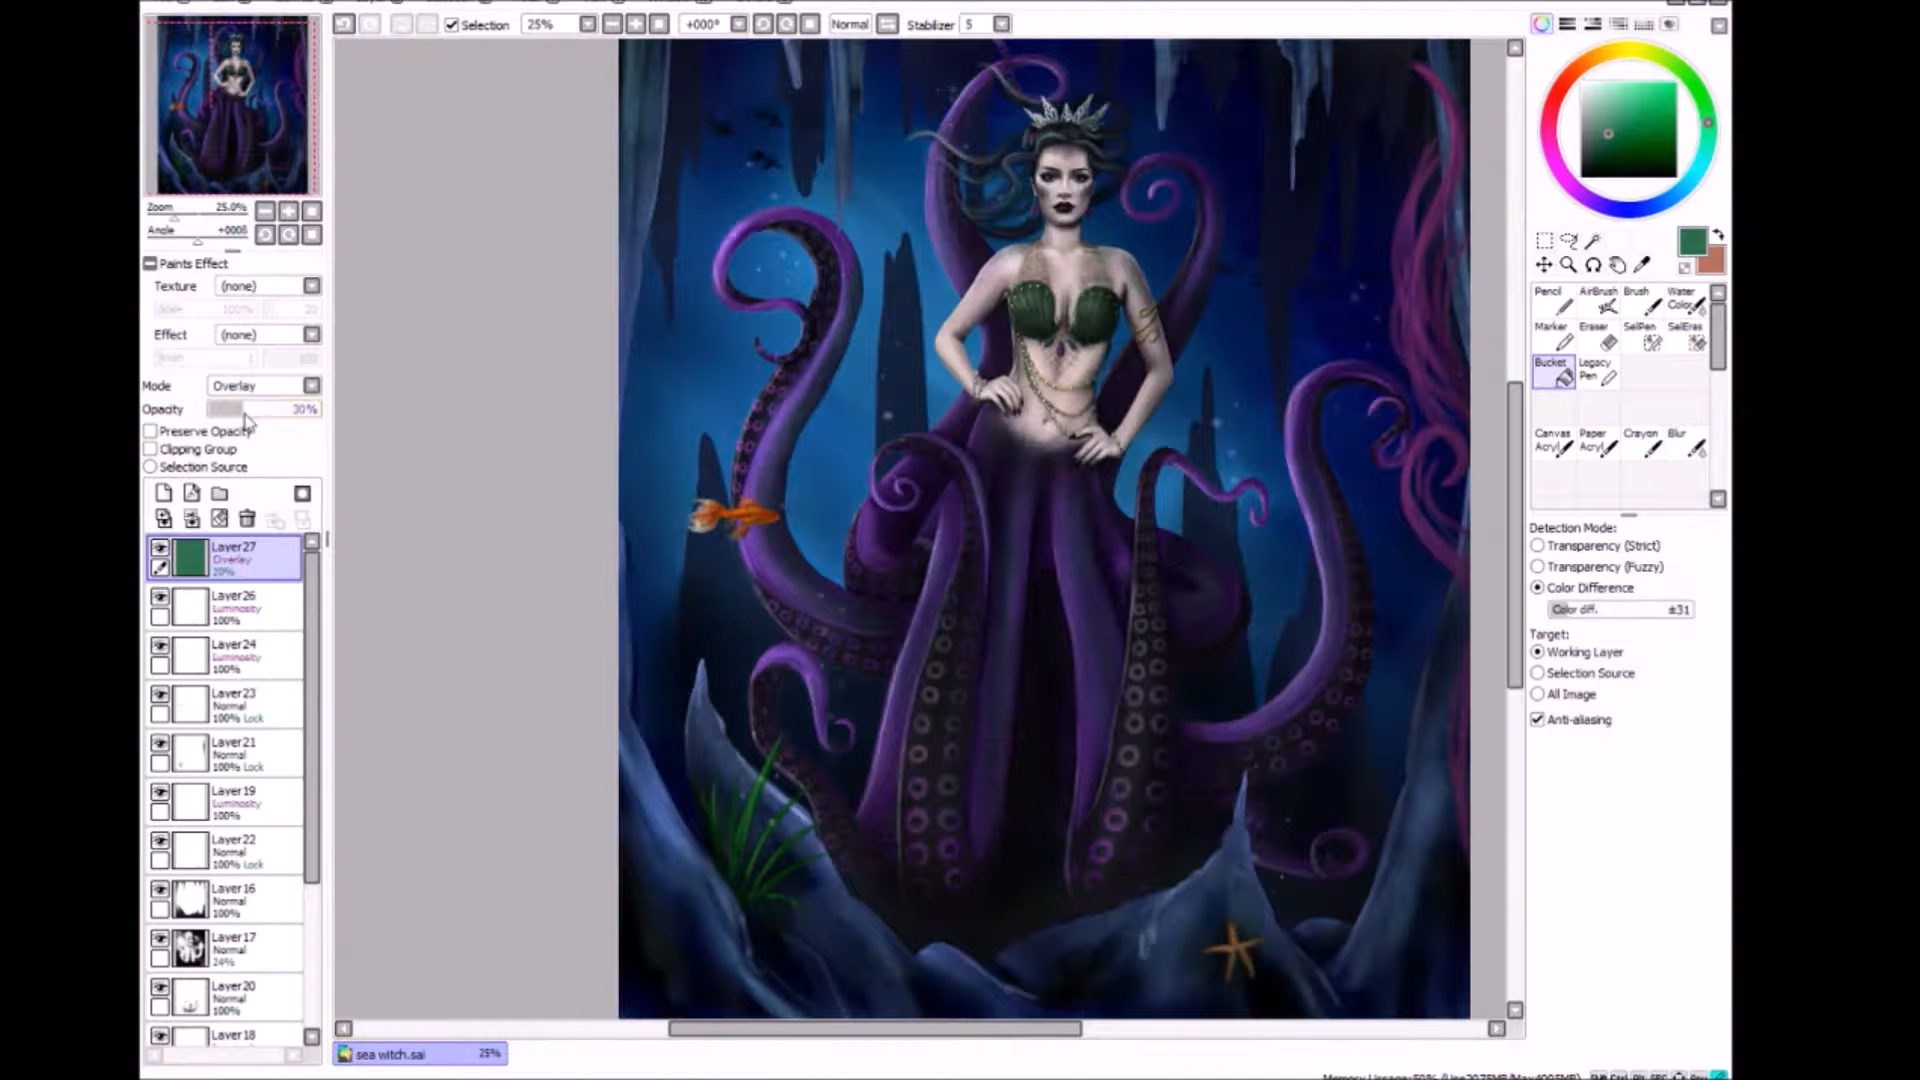 Selection 25% +000° Normal Stabilizer 5
Zoom 25.0%
Angle
Paints Effect
Texture (none)
Effect (none)
Mode Overlay
Opacity 30%
Preserve Opacity
Clipping Group
Selection Source
Layer27
Overlay
20%
Layer26
Luminosity
100%
Layer24
Luminosity
100%
Layer23
Normal
100% Lock
Layer21
Normal
100% Lock
Layer19
Luminosity
100%
Layer22
Normal
100% Lock
Layer16
Normal
100%
Layer17
Normal
24%
Layer20
Normal
100%
Layer18
sea witch.sai 25%
Pencil AirBrush Brush Water Color
Marker Eraser SelPen SelEras
Bucket Legacy Pen
Canvas Acryl Paper Acryl Crayon Blur
Detection Mode:
Transparency (Strict)
Transparency (Fuzzy)
Color Difference
Color diff. ±31
Target:
Working Layer
Selection Source
All Image
Anti-aliasing